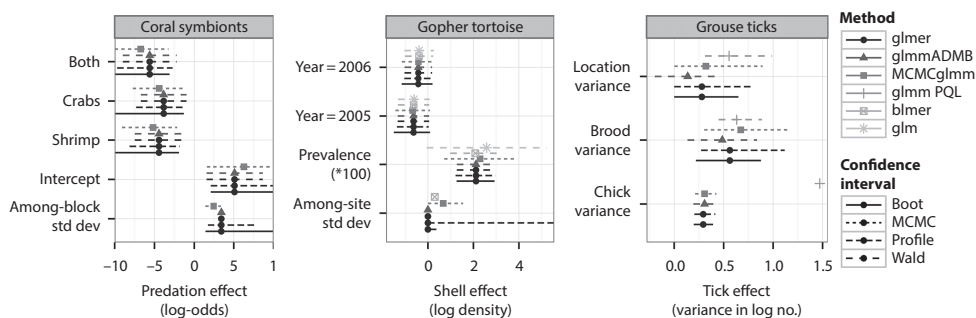 Coral symbionts
Both
Crabs
Shrimp
Intercept
Among-block
std dev
−10 −5 0 5 1
Predation effect
(log-odds)
Gopher tortoise
Year = 2006
Year = 2005
Prevalence
(*100)
Among-site
std dev
0 2 4
Shell effect
(log density)
Grouse ticks
Location
variance
Brood
variance
Chick
variance
0.0 0.5 1.0 1.5
Tick effect
(variance in log no.)
Method
glmer
glmmADMB
MCMCglmm
glmm PQL
blmer
glm
Confidence
interval
Boot
MCMC
Profile
Wald